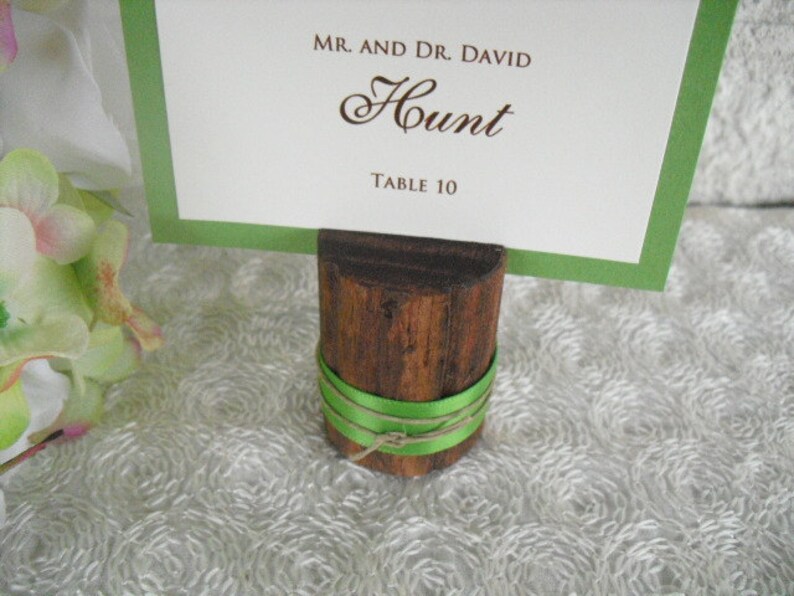 Mr. and Dr. David
Hunt
Table 10